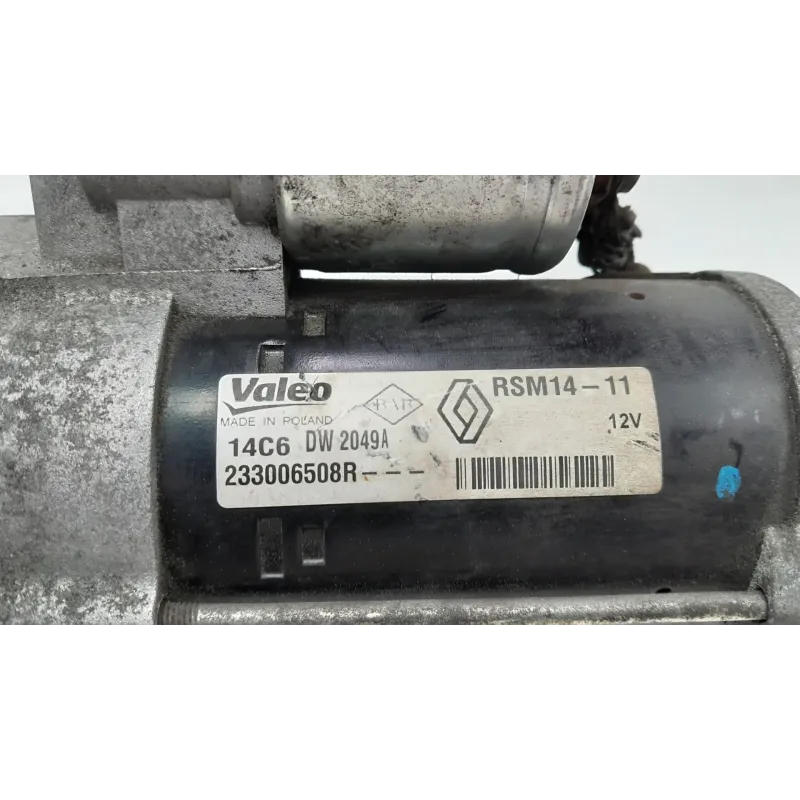 Valeo
MADE IN POLAND
RSM14-11
12V
14C6 DW 2049A
233006508R---